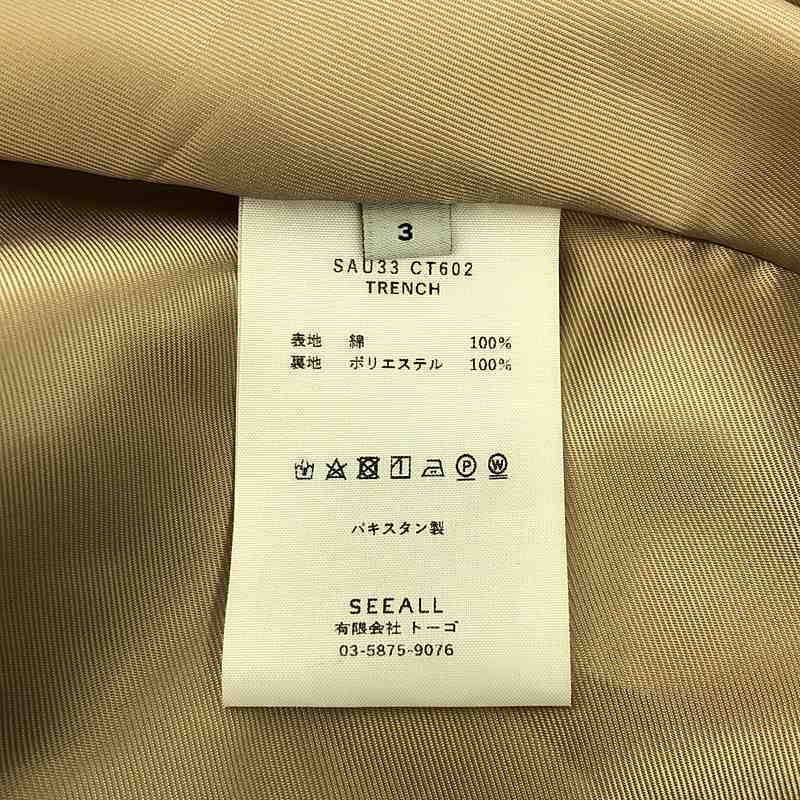 3
SAU33 CT602
TRENCH
表地 綿 100%
裏地 ポリエステル 100%
P W
パキスタン製
SEEALL
有限会社 トーゴ
03-5875-9076